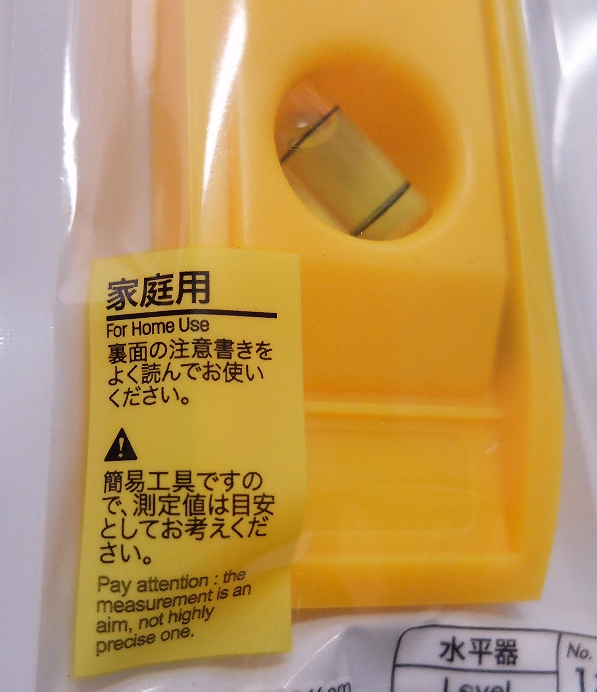 家庭用
For Home Use
裏面の注意書きを
よく読んでお使い
ください。
簡易工具ですの
で、測定値は目安
としてお考えくだ
さい。
Pay attention : the
measurement is an
aim, not highly
precise one.
水平器
No.
Level